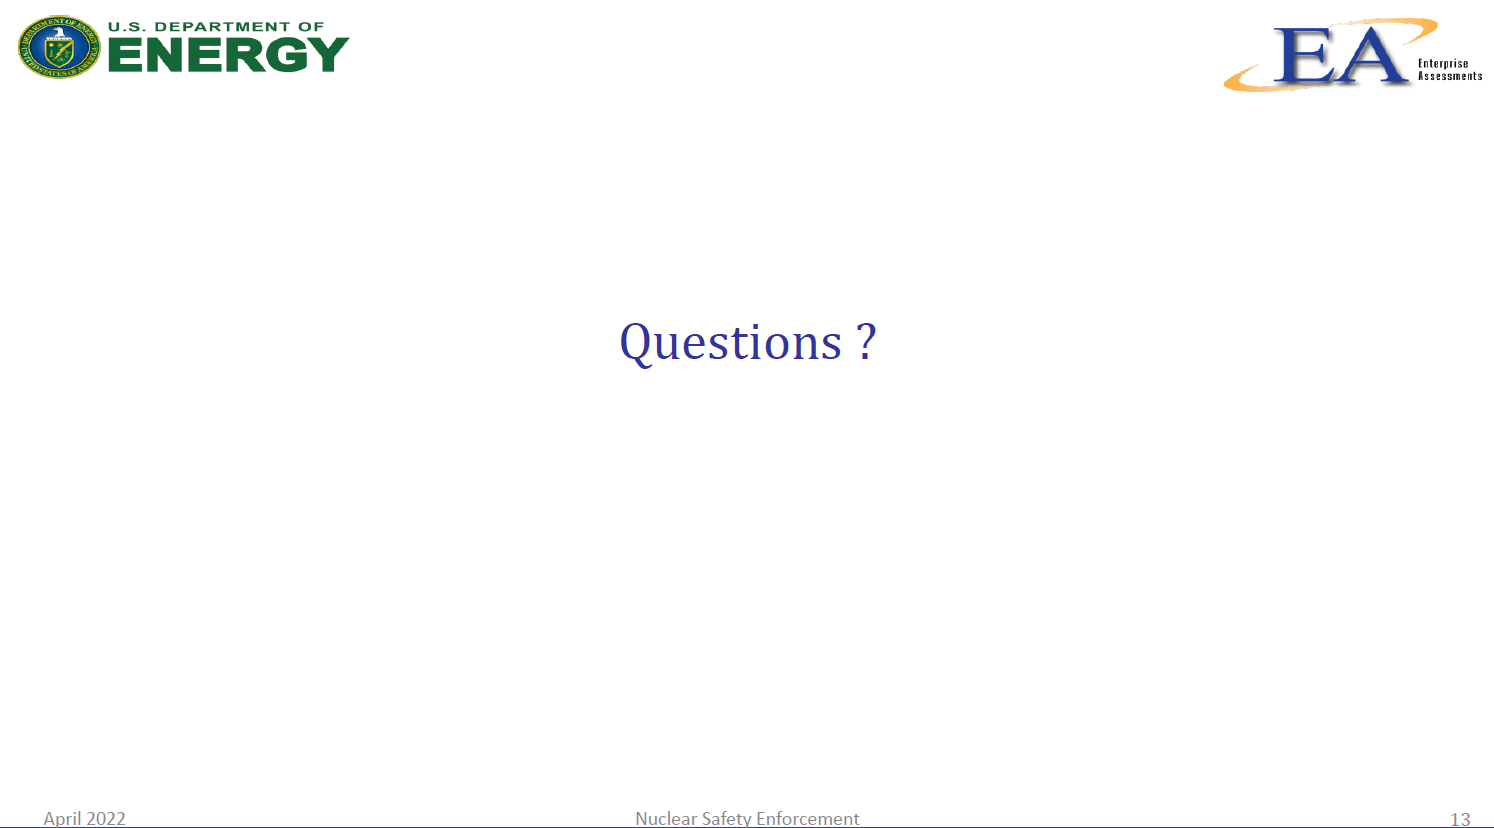 U.S. DEPARTMENT OF
ENERGY
EA
Enterprise
Assessments
Questions ?
April 2022
Nuclear Safety Enforcement
13